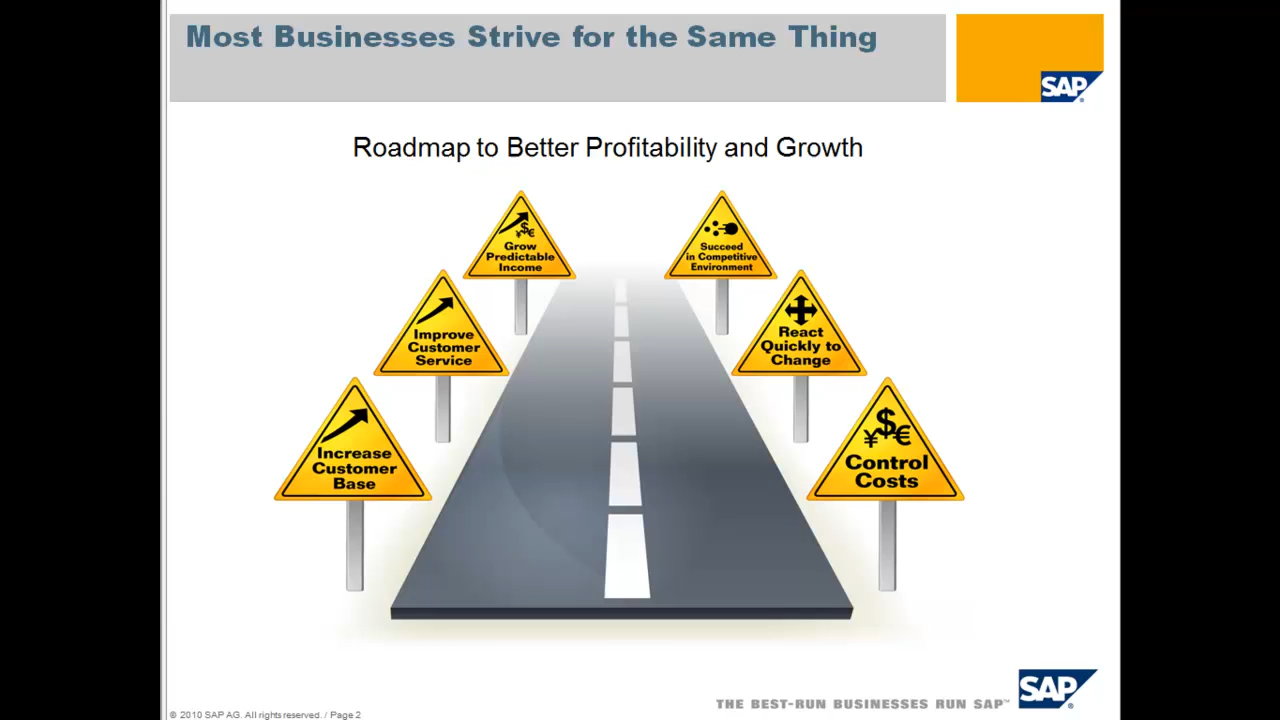 Most Businesses Strive for the Same Thing
SAP
Roadmap to Better Profitability and Growth
¥$€
Grow
Predictable
Income
Succeed
in Competitive
Environment
Improve
Customer
Service
React
Quickly to
Change
Increase
Customer
Base
¥$€
Control
Costs
THE BEST-RUN BUSINESSES RUN SAP™
SAP
© 2010 SAP AG. All rights reserved. / Page 2